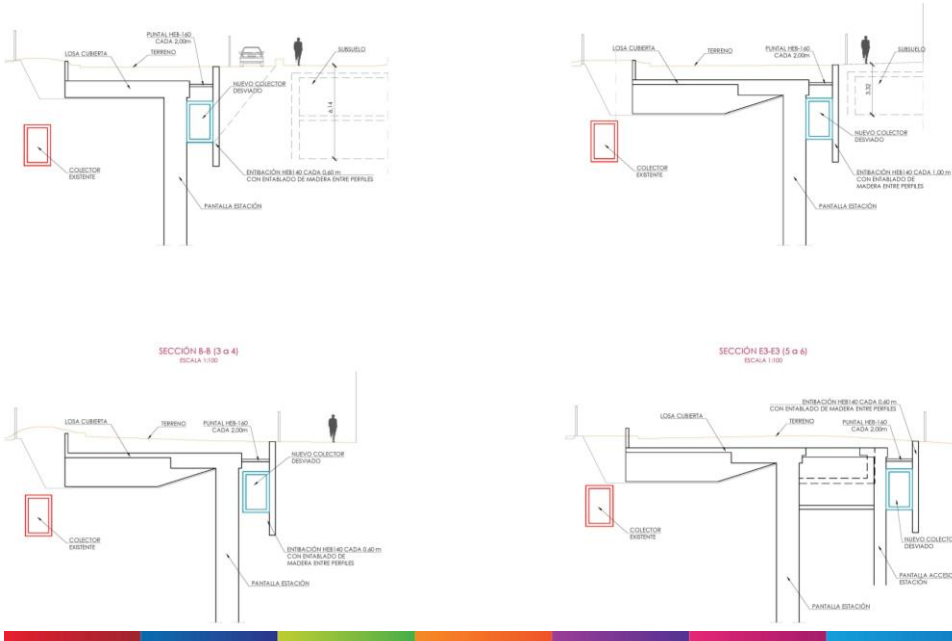 PUNTAL HEB-160
CADA 2,00m
LOSA CUBIERTA
TERRENO
SUBSUELO
NUEVO COLECTOR
DESVIADO
6,14
COLECTOR
EXISTENTE
ENTIBACIÓN HEB140 CADA 0,60 m
CON ENTABLADO DE
MADERA ENTRE PERFILES
PANTALLA ESTACIÓN
LOSA CUBIERTA
TERRENO
PUNTAL HEB-160
CADA 2,00m
SUBSUELO
3,32
NUEVO COLECTOR
DESVIADO
COLECTOR
EXISTENTE
ENTIBACIÓN HEB140 CADA 1,00 m
CON ENTABLADO DE
MADERA ENTRE PERFILES
PANTALLA ESTACIÓN
SECCIÓN B-B (3 a 4)
ESCALA 1:100
LOSA CUBIERTA
TERRENO
PUNTAL HEB-160
CADA 2,00m
NUEVO COLECTOR
DESVIADO
COLECTOR
EXISTENTE
ENTIBACIÓN HEB140 CADA 0,60 m
CON ENTABLADO DE
MADERA ENTRE PERFILES
PANTALLA ESTACIÓN
SECCIÓN E3-E3 (5 a 6)
ESCALA 1:100
ENTIBACIÓN HEB140 CADA 0,60 m
CON ENTABLADO DE MADERA ENTRE PERFILES
LOSA CUBIERTA
TERRENO
PUNTAL HEB-160
CADA 2,00m
COLECTOR
EXISTENTE
NUEVO COLECTO
DESVIADO
PANTALLA ACCESO
ESTACIÓN
PANTALLA ESTACIÓN